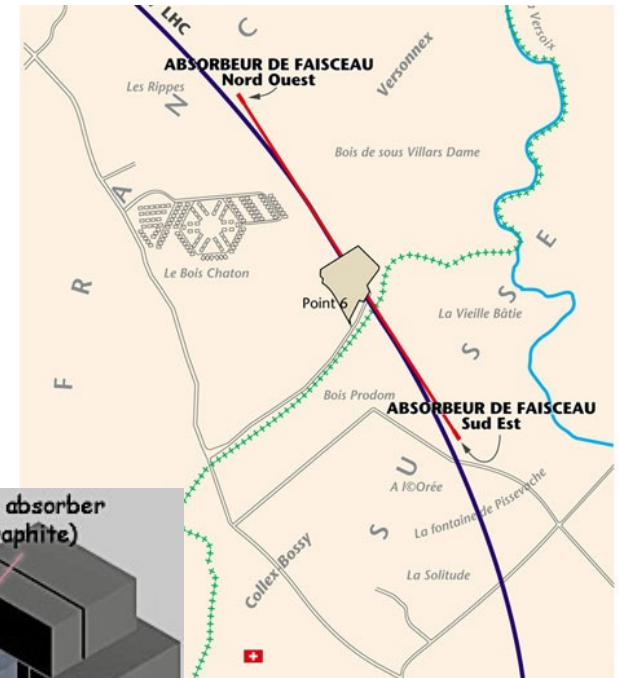 LHC
C
a Versoix
ABSORBEUR DE FAISCEAU
Nord Ouest
Versonnex
Les Rippes
N
Bois de sous Villars Dame
A
E
Le Bois Chaton
R
S
Point 6
La Vieille Bâtie
S
F
Bois Prodom
ABSORBEUR DE FAISCEAU
Sud Est
U
A l©Orée
La fontaine de Pissevache
absorber
S
Collex-Bossy
La Solitude